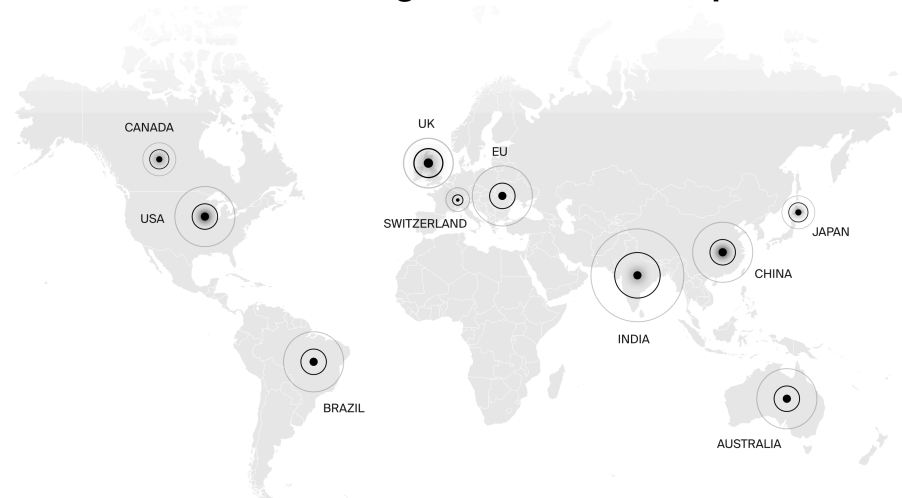 UK
CANADA
EU
USA
SWITZERLAND
JAPAN
CHINA
INDIA
BRAZIL
AUSTRALIA